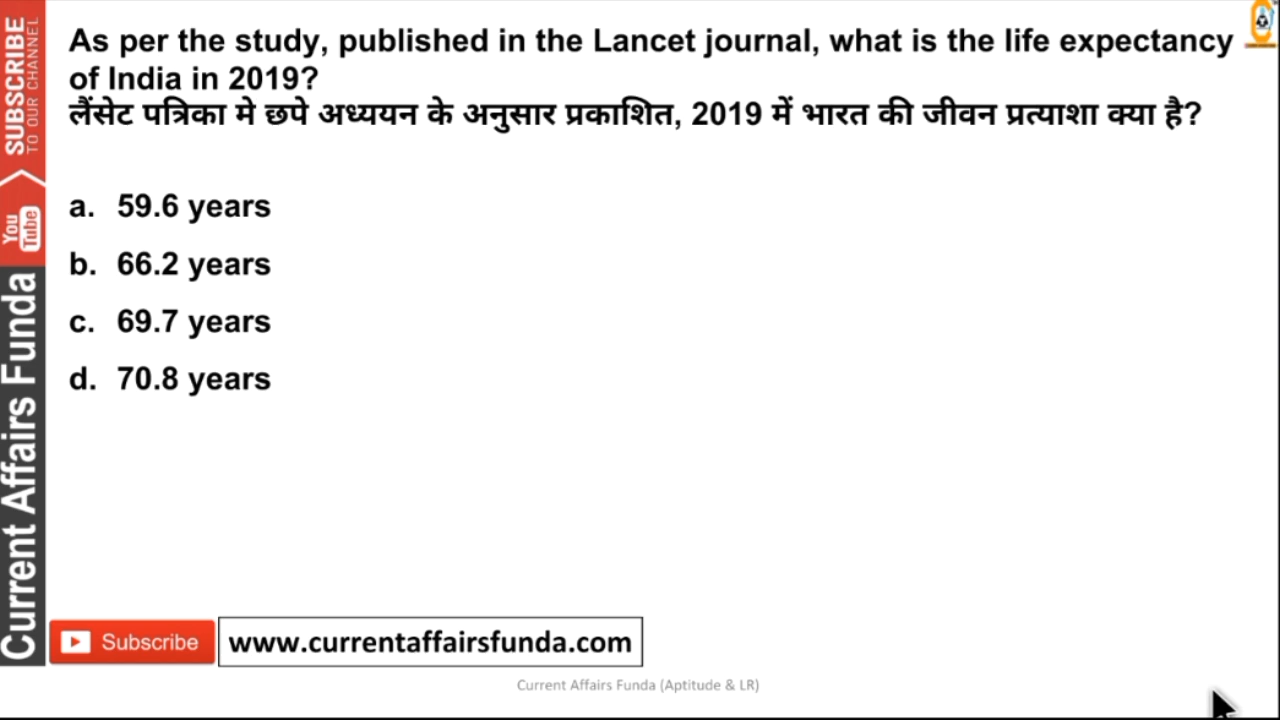 As per the study, published in the Lancet journal, what is the life expectancy
of India in 2019?
लैंसेट पत्रिका मे छपे अध्ययन के अनुसार प्रकाशित, 2019 में भारत की जीवन प्रत्याशा क्या है?
a. 59.6 years
b. 66.2 years
c. 69.7 years
d. 70.8 years
SUBSCRIBE
TO OUR CHANNEL
You
Tube
Current Affairs Funda
Subscribe
www.currentaffairsfunda.com
Current Affairs Funda (Aptitude & LR)